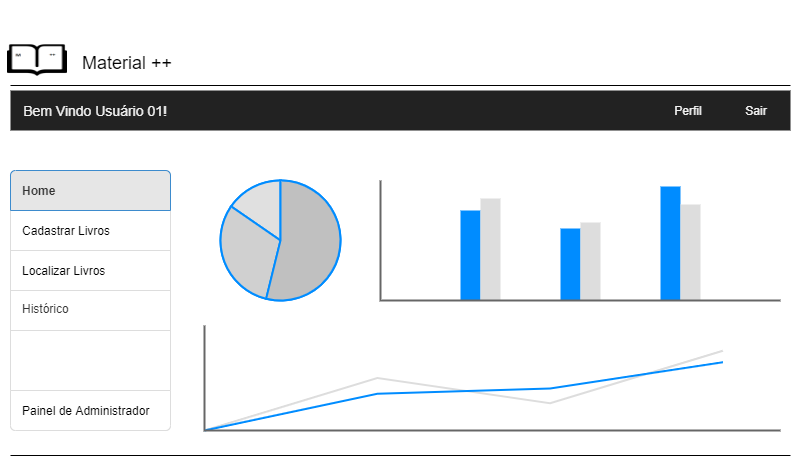 Material ++
Bem Vindo Usuário 01!
Perfil
Sair
Home
Cadastrar Livros
Localizar Livros
Histórico
Painel de Administrador